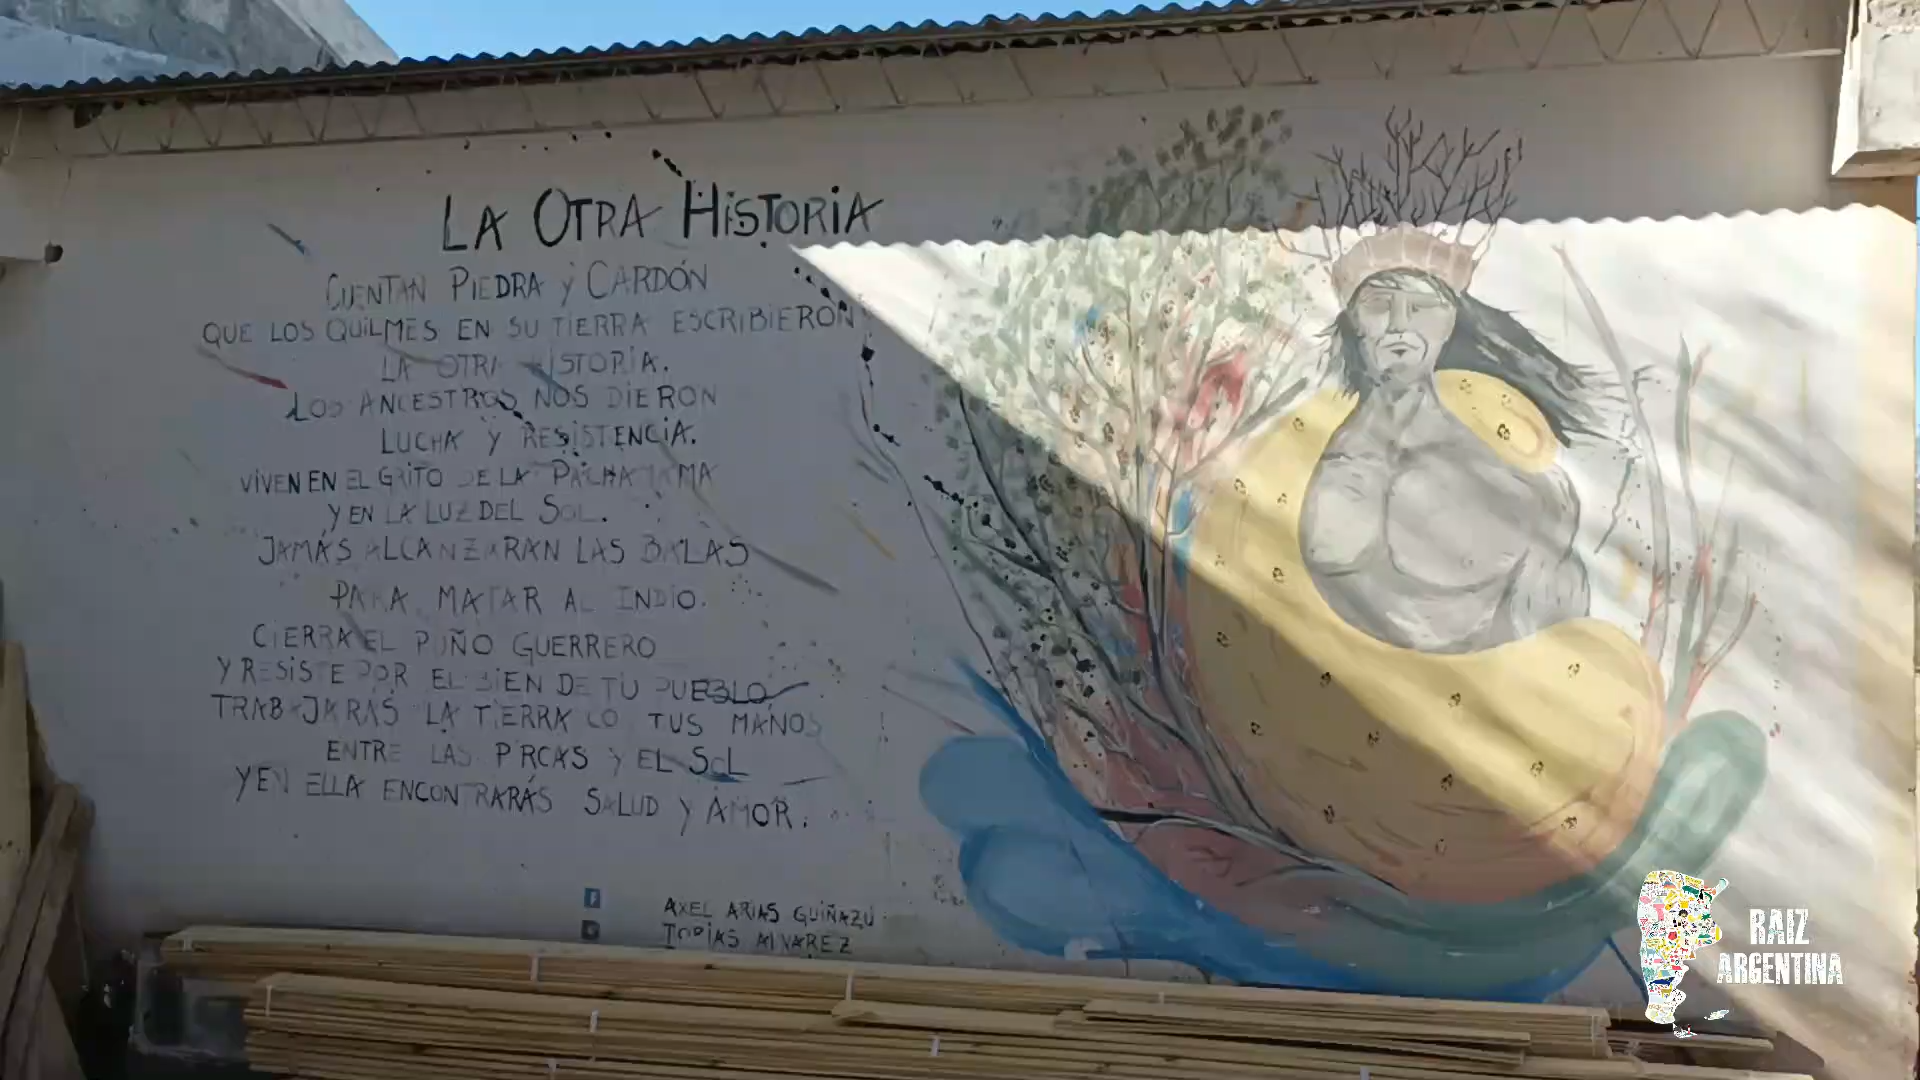 LA OTRA HISTORIA
CUENTAN PIEDRA Y CARDÓN
QUE LOS QUILMES EN SU TIERRA ESCRIBIERON
LA OTRA HISTORIA.
LOS ANCESTROS NOS DIERON
LUCHA Y RESISTENCIA.
VIVEN EN EL GRITO DE LA PACHAMAMA
Y EN LA LUZ DEL SOL.
JAMÁS ALCANZARAN LAS BALAS
PARA MATAR AL INDIO.
CIERRA EL PUÑO GUERRERO
Y RESISTE POR EL BIEN DE TU PUEBLO
TRABAJARÁS LA TIERRA CO TUS MANOS
ENTRE LAS PIRCAS Y EL SOL
Y EN ELLA ENCONTRARÁS SALUD Y AMOR.
AXEL ARIAS GUIÑAZÚ
TOBÍAS ALVAREZ
RAIZ
ARGENTINA